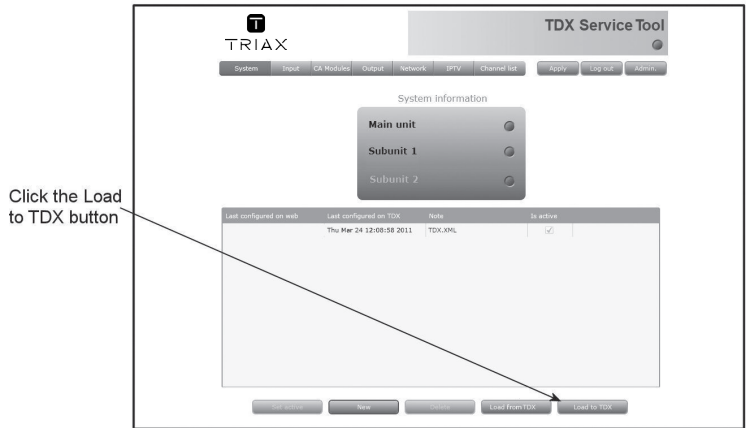 T
TRIAX
TDX Service Tool
System Input CA Modules Output Network IPTV Channel list Apply Log out Admin.
System information
Main unit
Subunit 1
Subunit 2
Click the Load
to TDX button
Last configured on web Last configured on TDX Note Is active
Thu Mar 24 12:08:58 2011 TDX.XML
Set active New Delete Load from TDX Load to TDX